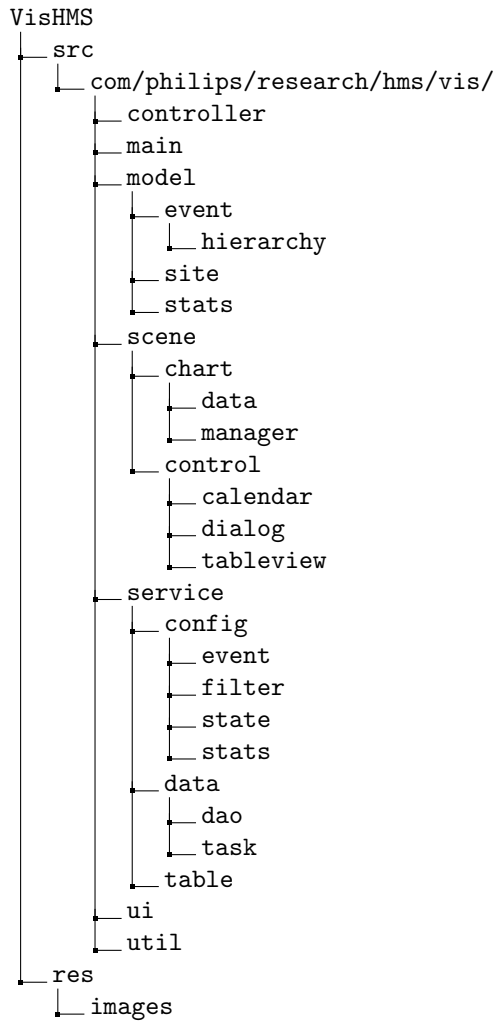 VisHMS
src
com/philips/research/hms/vis/
controller
main
model
event
hierarchy
site
stats
scene
chart
data
manager
control
calendar
dialog
tableview
service
config
event
filter
state
stats
data
dao
task
table
ui
util
res
images